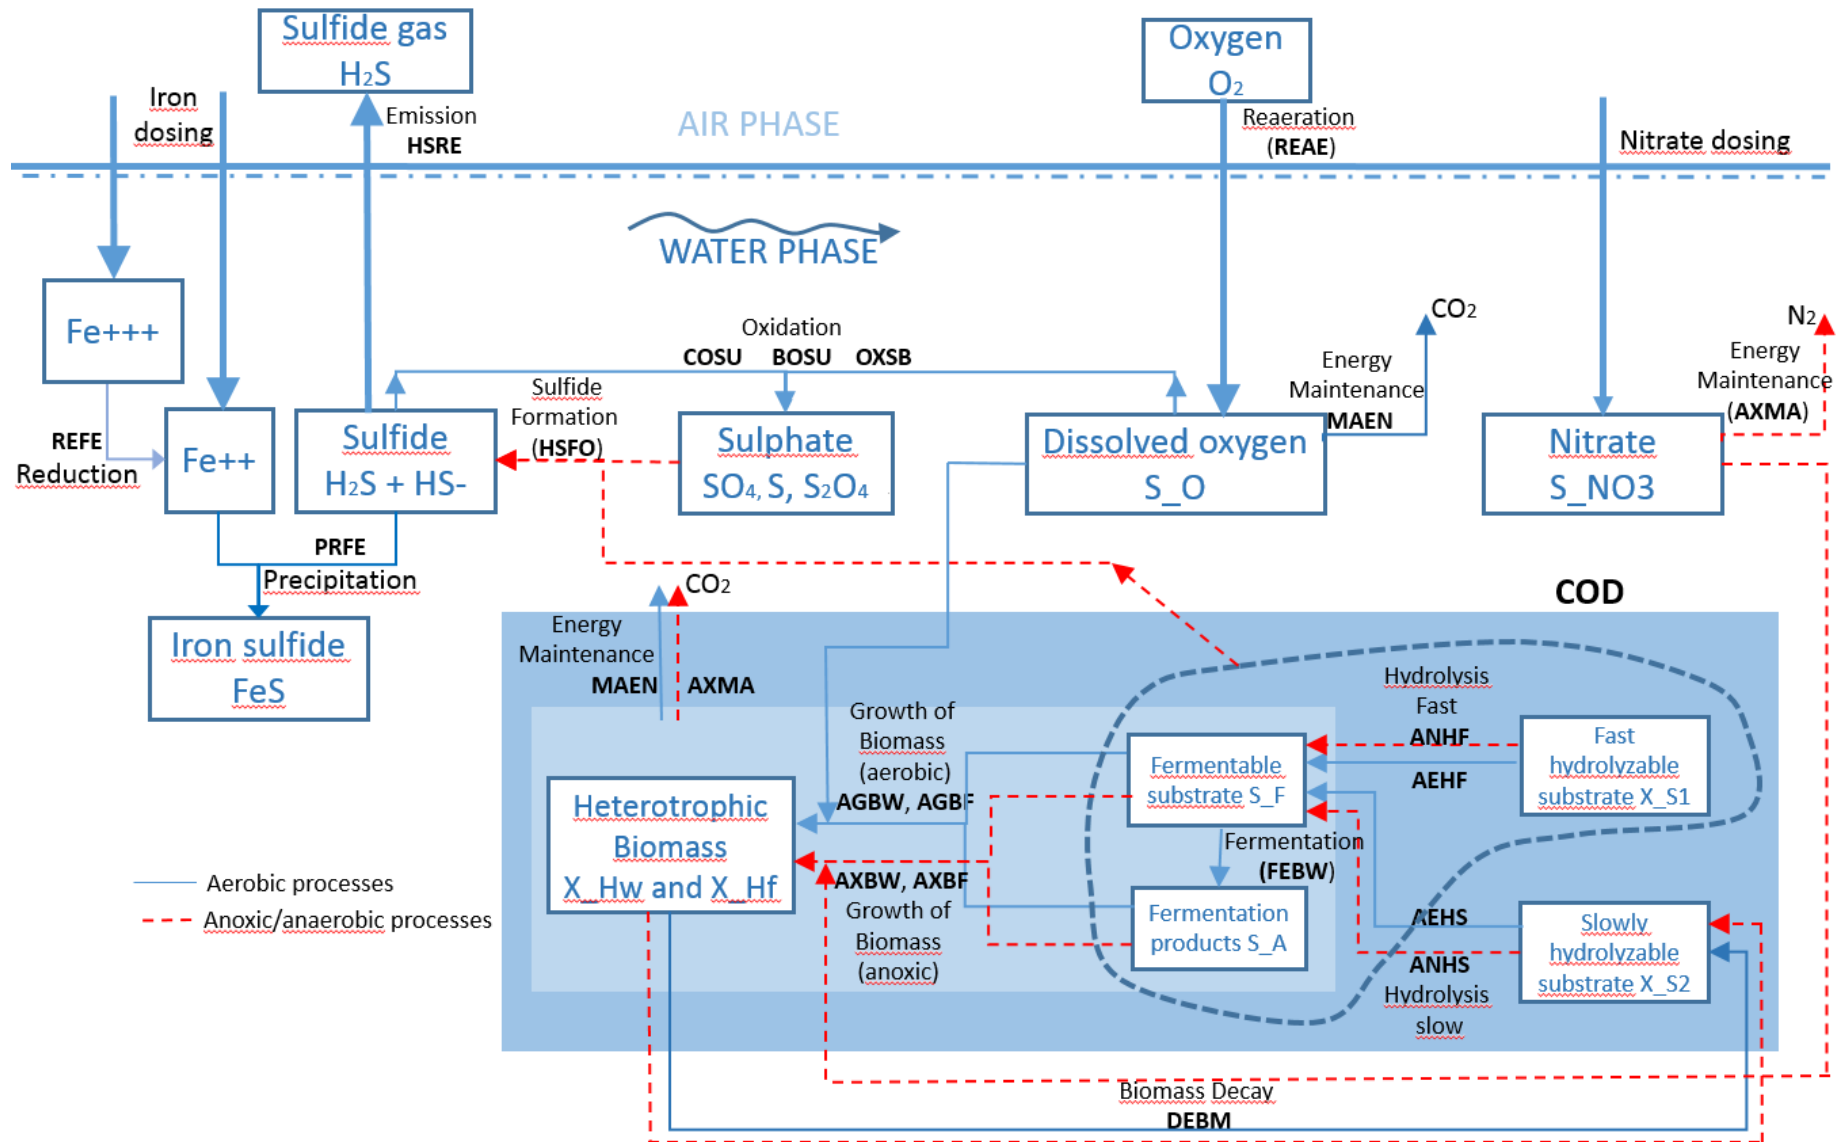 Sulfide gas
H2S
Oxygen
O2
Iron
dosing
Emission
HSRE
AIR PHASE
Reaeration
(REAE)
Nitrate dosing
WATER PHASE
Fe+++
CO2
N2
Oxidation
COSU BOSU OXSB
Energy
Maintenance
MAEN
Energy
Maintenance
(AXMA)
Sulfide
Formation
(HSFO)
REFE
Reduction
Fe++
Sulfide
H2S + HS-
Sulphate
SO4, S, S2O4
Dissolved oxygen
S_O
Nitrate
S_NO3
PRFE
Precipitation
Iron sulfide
FeS
CO2
COD
Energy
Maintenance
MAEN AXMA
Growth of
Biomass
(aerobic)
AGBW, AGBF
Hydrolysis
Fast
ANHF
AEHF
Fast
hydrolyzable
substrate X_S1
Fermentable
substrate S_F
Heterotrophic
Biomass
X_Hw and X_Hf
Fermentation
(FEBW)
AXBW, AXBF
Growth of
Biomass
(anoxic)
Fermentation
products S_A
AEHS
ANHS
Hydrolysis
slow
Slowly
hydrolyzable
substrate X_S2
Aerobic processes
Anoxic/anaerobic processes
Biomass Decay
DEBM